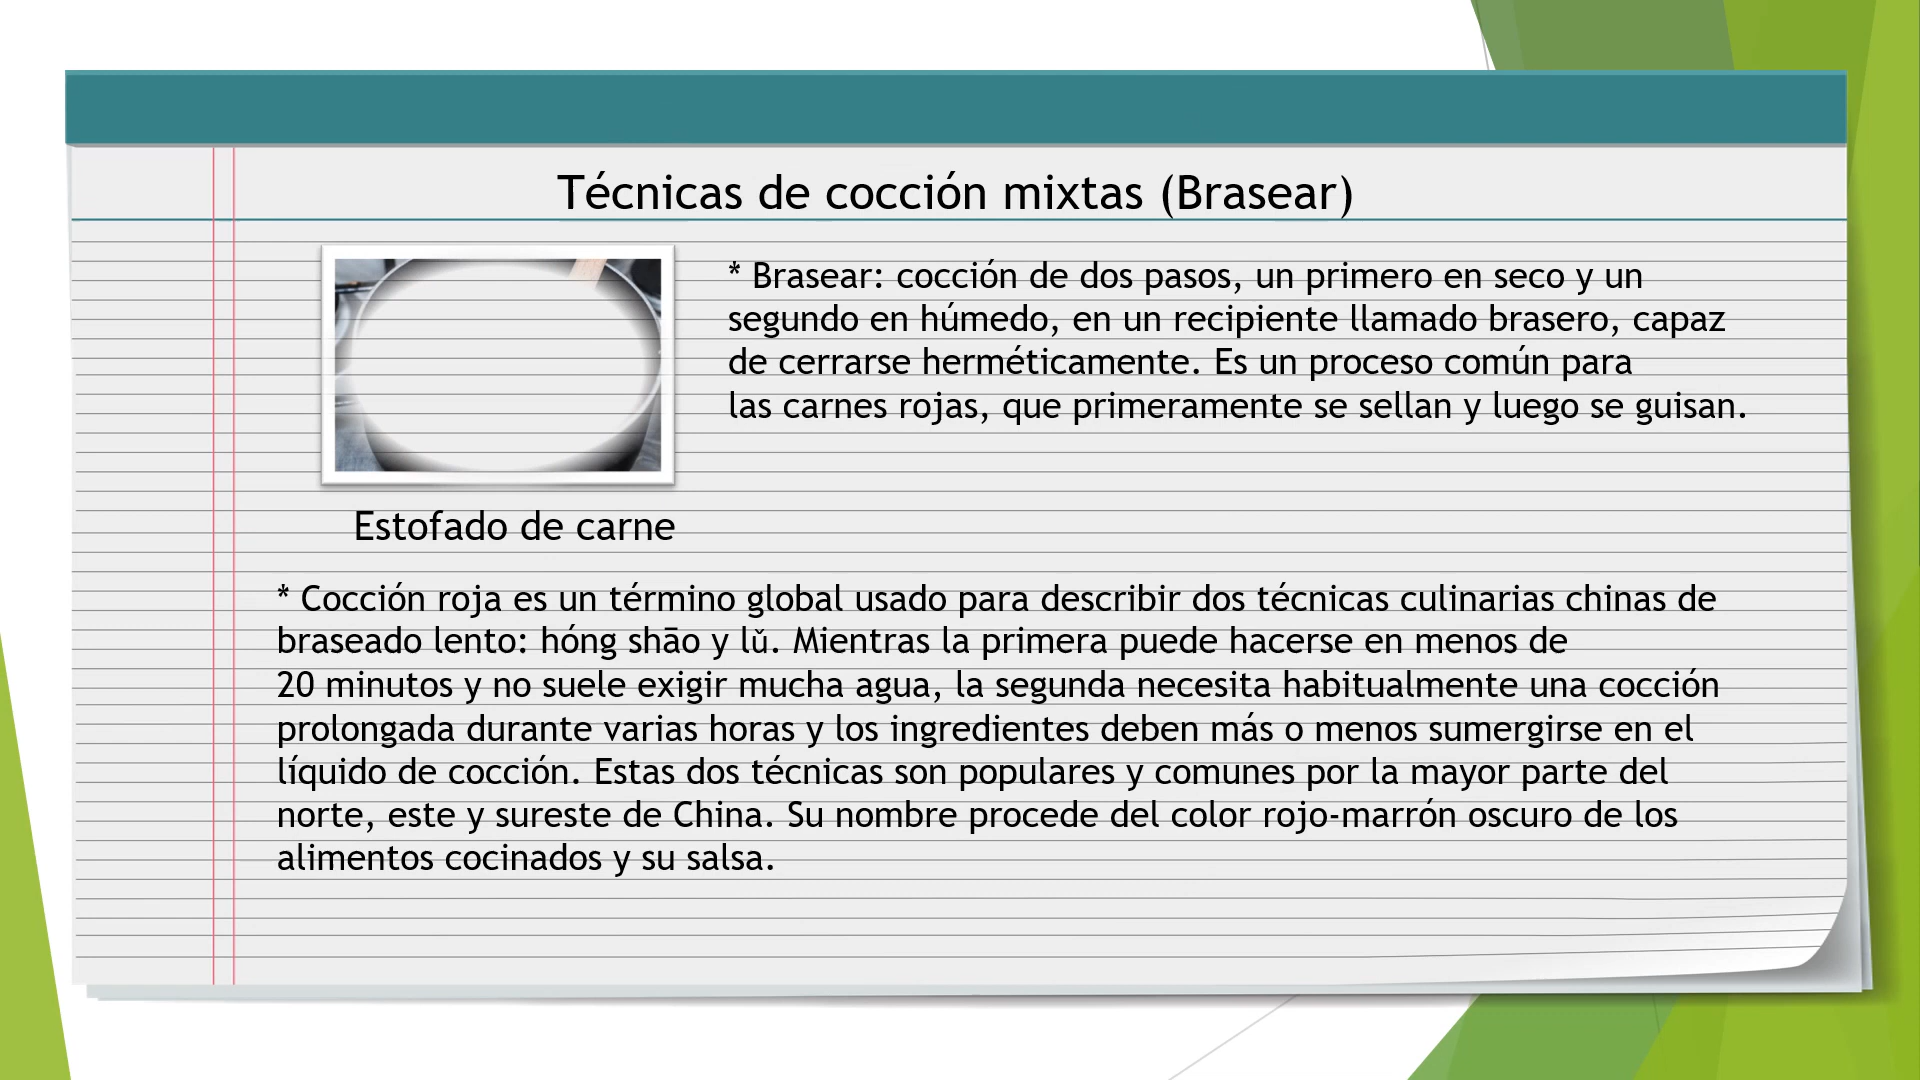 Técnicas de cocción mixtas (Brasear)
* Brasear: cocción de dos pasos, un primero en seco y un
segundo en húmedo, en un recipiente llamado brasero, capaz
de cerrarse herméticamente. Es un proceso común para
las carnes rojas, que primeramente se sellan y luego se guisan.
Estofado de carne
* Cocción roja es un término global usado para describir dos técnicas culinarias chinas de
braseado lento: hóng shāo y lǔ. Mientras la primera puede hacerse en menos de
20 minutos y no suele exigir mucha agua, la segunda necesita habitualmente una cocción
prolongada durante varias horas y los ingredientes deben más o menos sumergirse en el
líquido de cocción. Estas dos técnicas son populares y comunes por la mayor parte del
norte, este y sureste de China. Su nombre procede del color rojo-marrón oscuro de los
alimentos cocinados y su salsa.